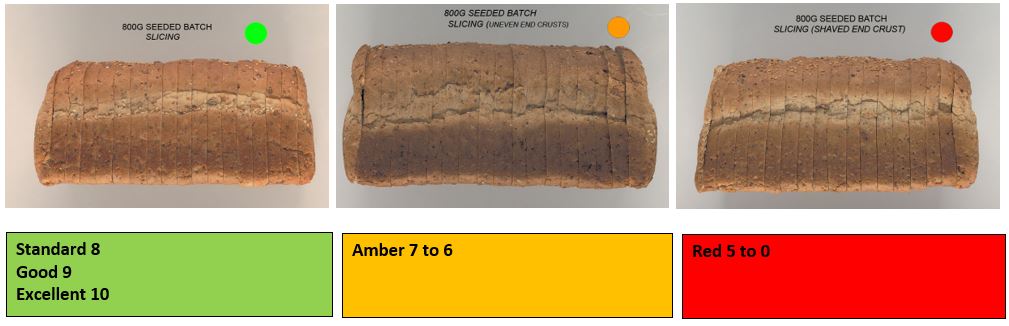 800G SEEDED BATCH
SLICING
800G SEEDED BATCH
SLICING (UNEVEN END CRUSTS)
800G SEEDED BATCH
SLICING (SHAVED END CRUST)
Standard 8
Good 9
Excellent 10
Amber 7 to 6
Red 5 to 0